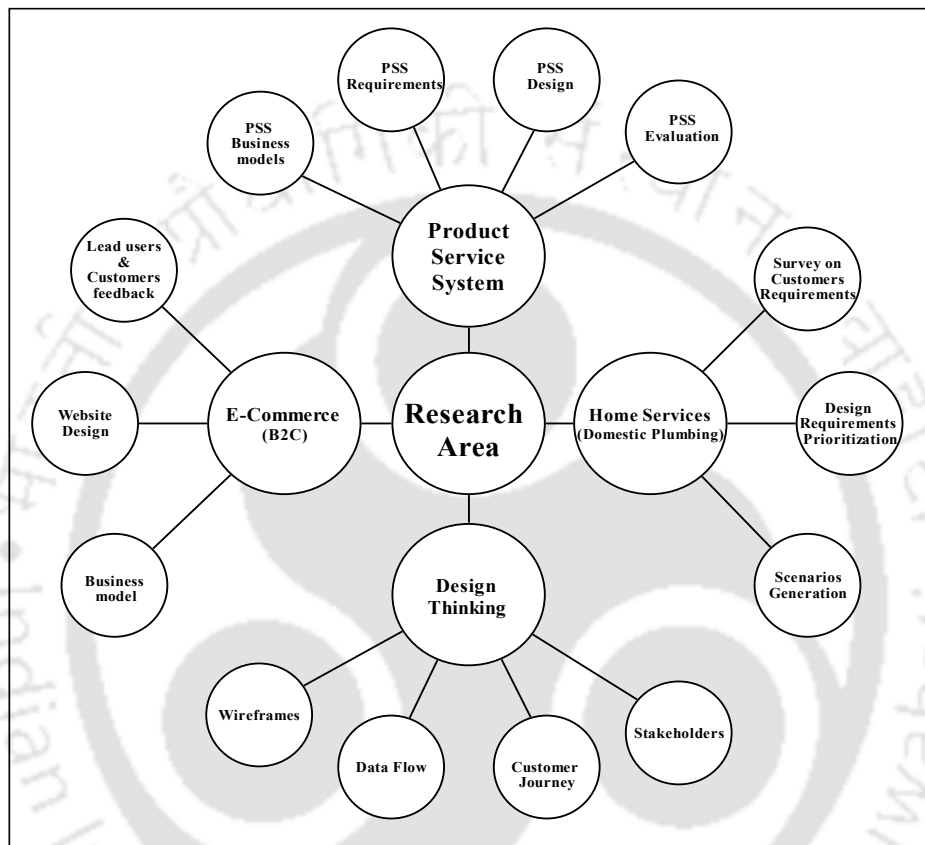 PSS
Requirements
PSS
Design
PSS
Business
models
PSS
Evaluation
Product
Service
System
Lead users
&
Customers
feedback
Survey on
Customers
Requirements
Website
Design
E-Commerce
(B2C)
Research
Area
Home Services
(Domestic Plumbing)
Design
Requirements
Prioritization
Business
model
Design
Thinking
Scenarios
Generation
Wireframes
Data Flow
Customer
Journey
Stakeholders
Indian